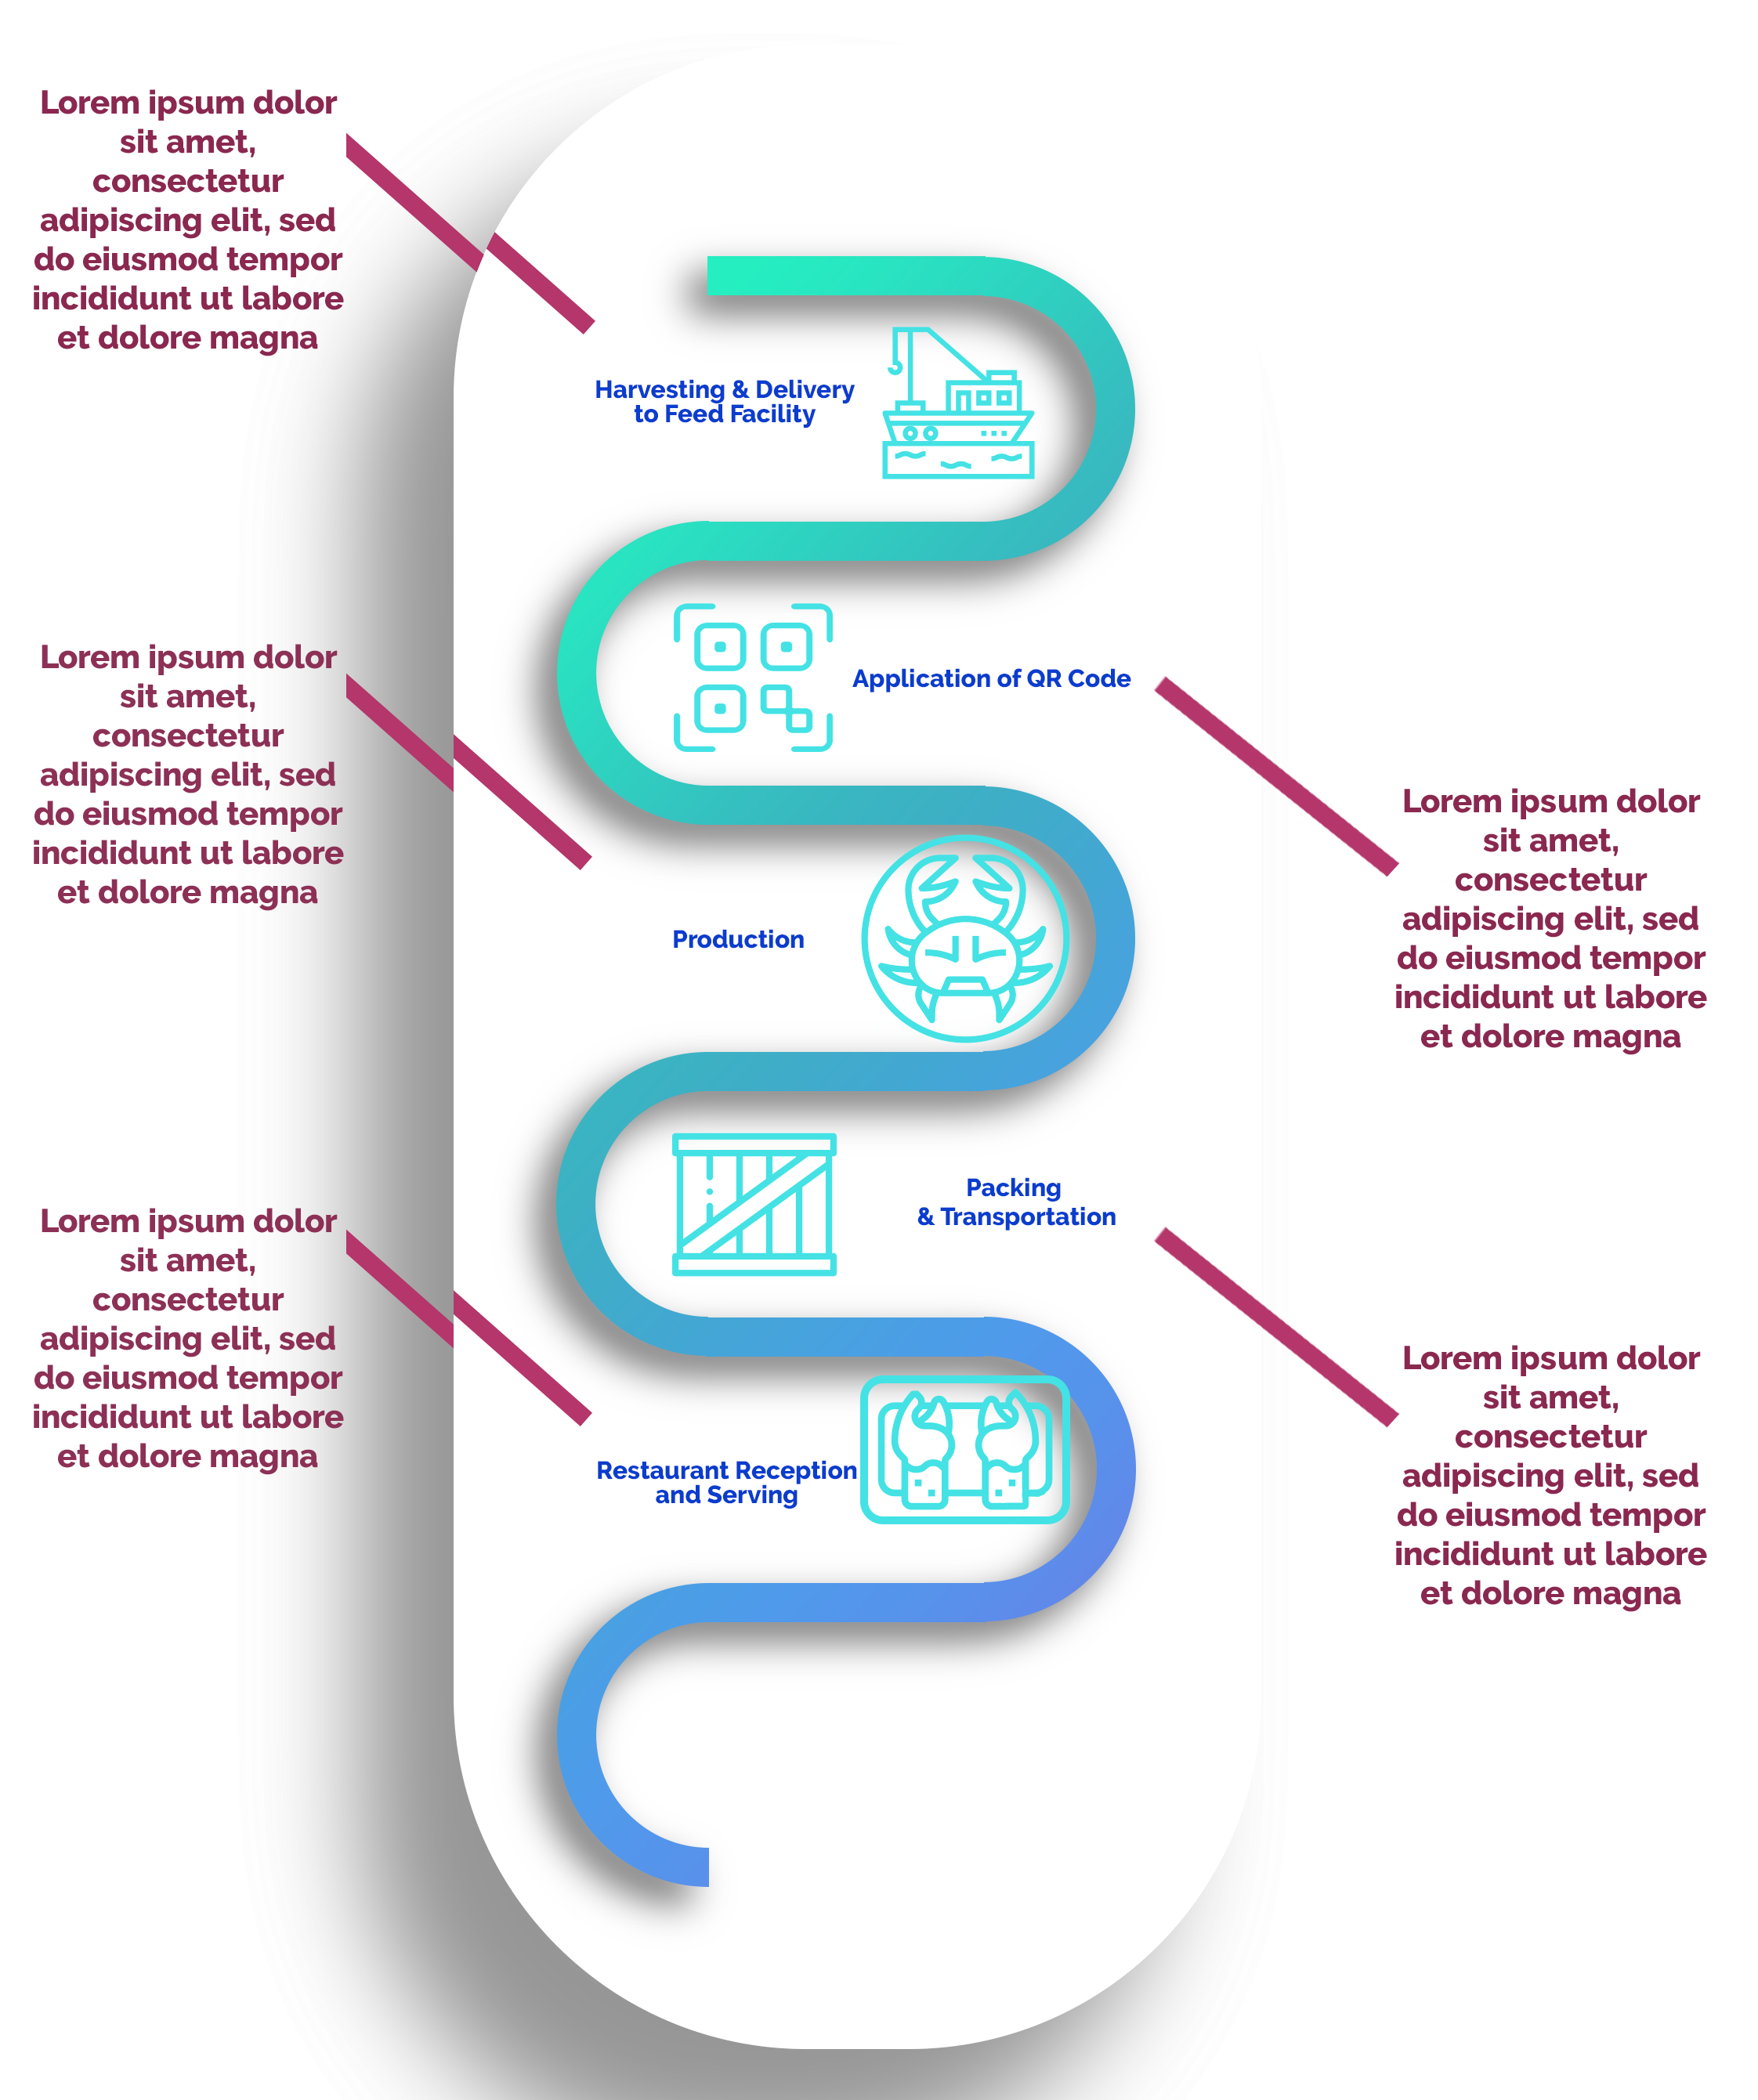 Lorem ipsum dolor
sit amet,
consectetur
adipiscing elit, sed
do eiusmod tempor
incididunt ut labore
et dolore magna
Harvesting & Delivery
to Feed Facility
Lorem ipsum dolor
sit amet,
consectetur
adipiscing elit, sed
do eiusmod tempor
incididunt ut labore
et dolore magna
Application of QR Code
Lorem ipsum dolor
sit amet,
consectetur
adipiscing elit, sed
do eiusmod tempor
incididunt ut labore
et dolore magna
Production
Packing
& Transportation
Lorem ipsum dolor
sit amet,
consectetur
adipiscing elit, sed
do eiusmod tempor
incididunt ut labore
et dolore magna
Lorem ipsum dolor
sit amet,
consectetur
adipiscing elit, sed
do eiusmod tempor
incididunt ut labore
et dolore magna
Restaurant Reception
and Serving